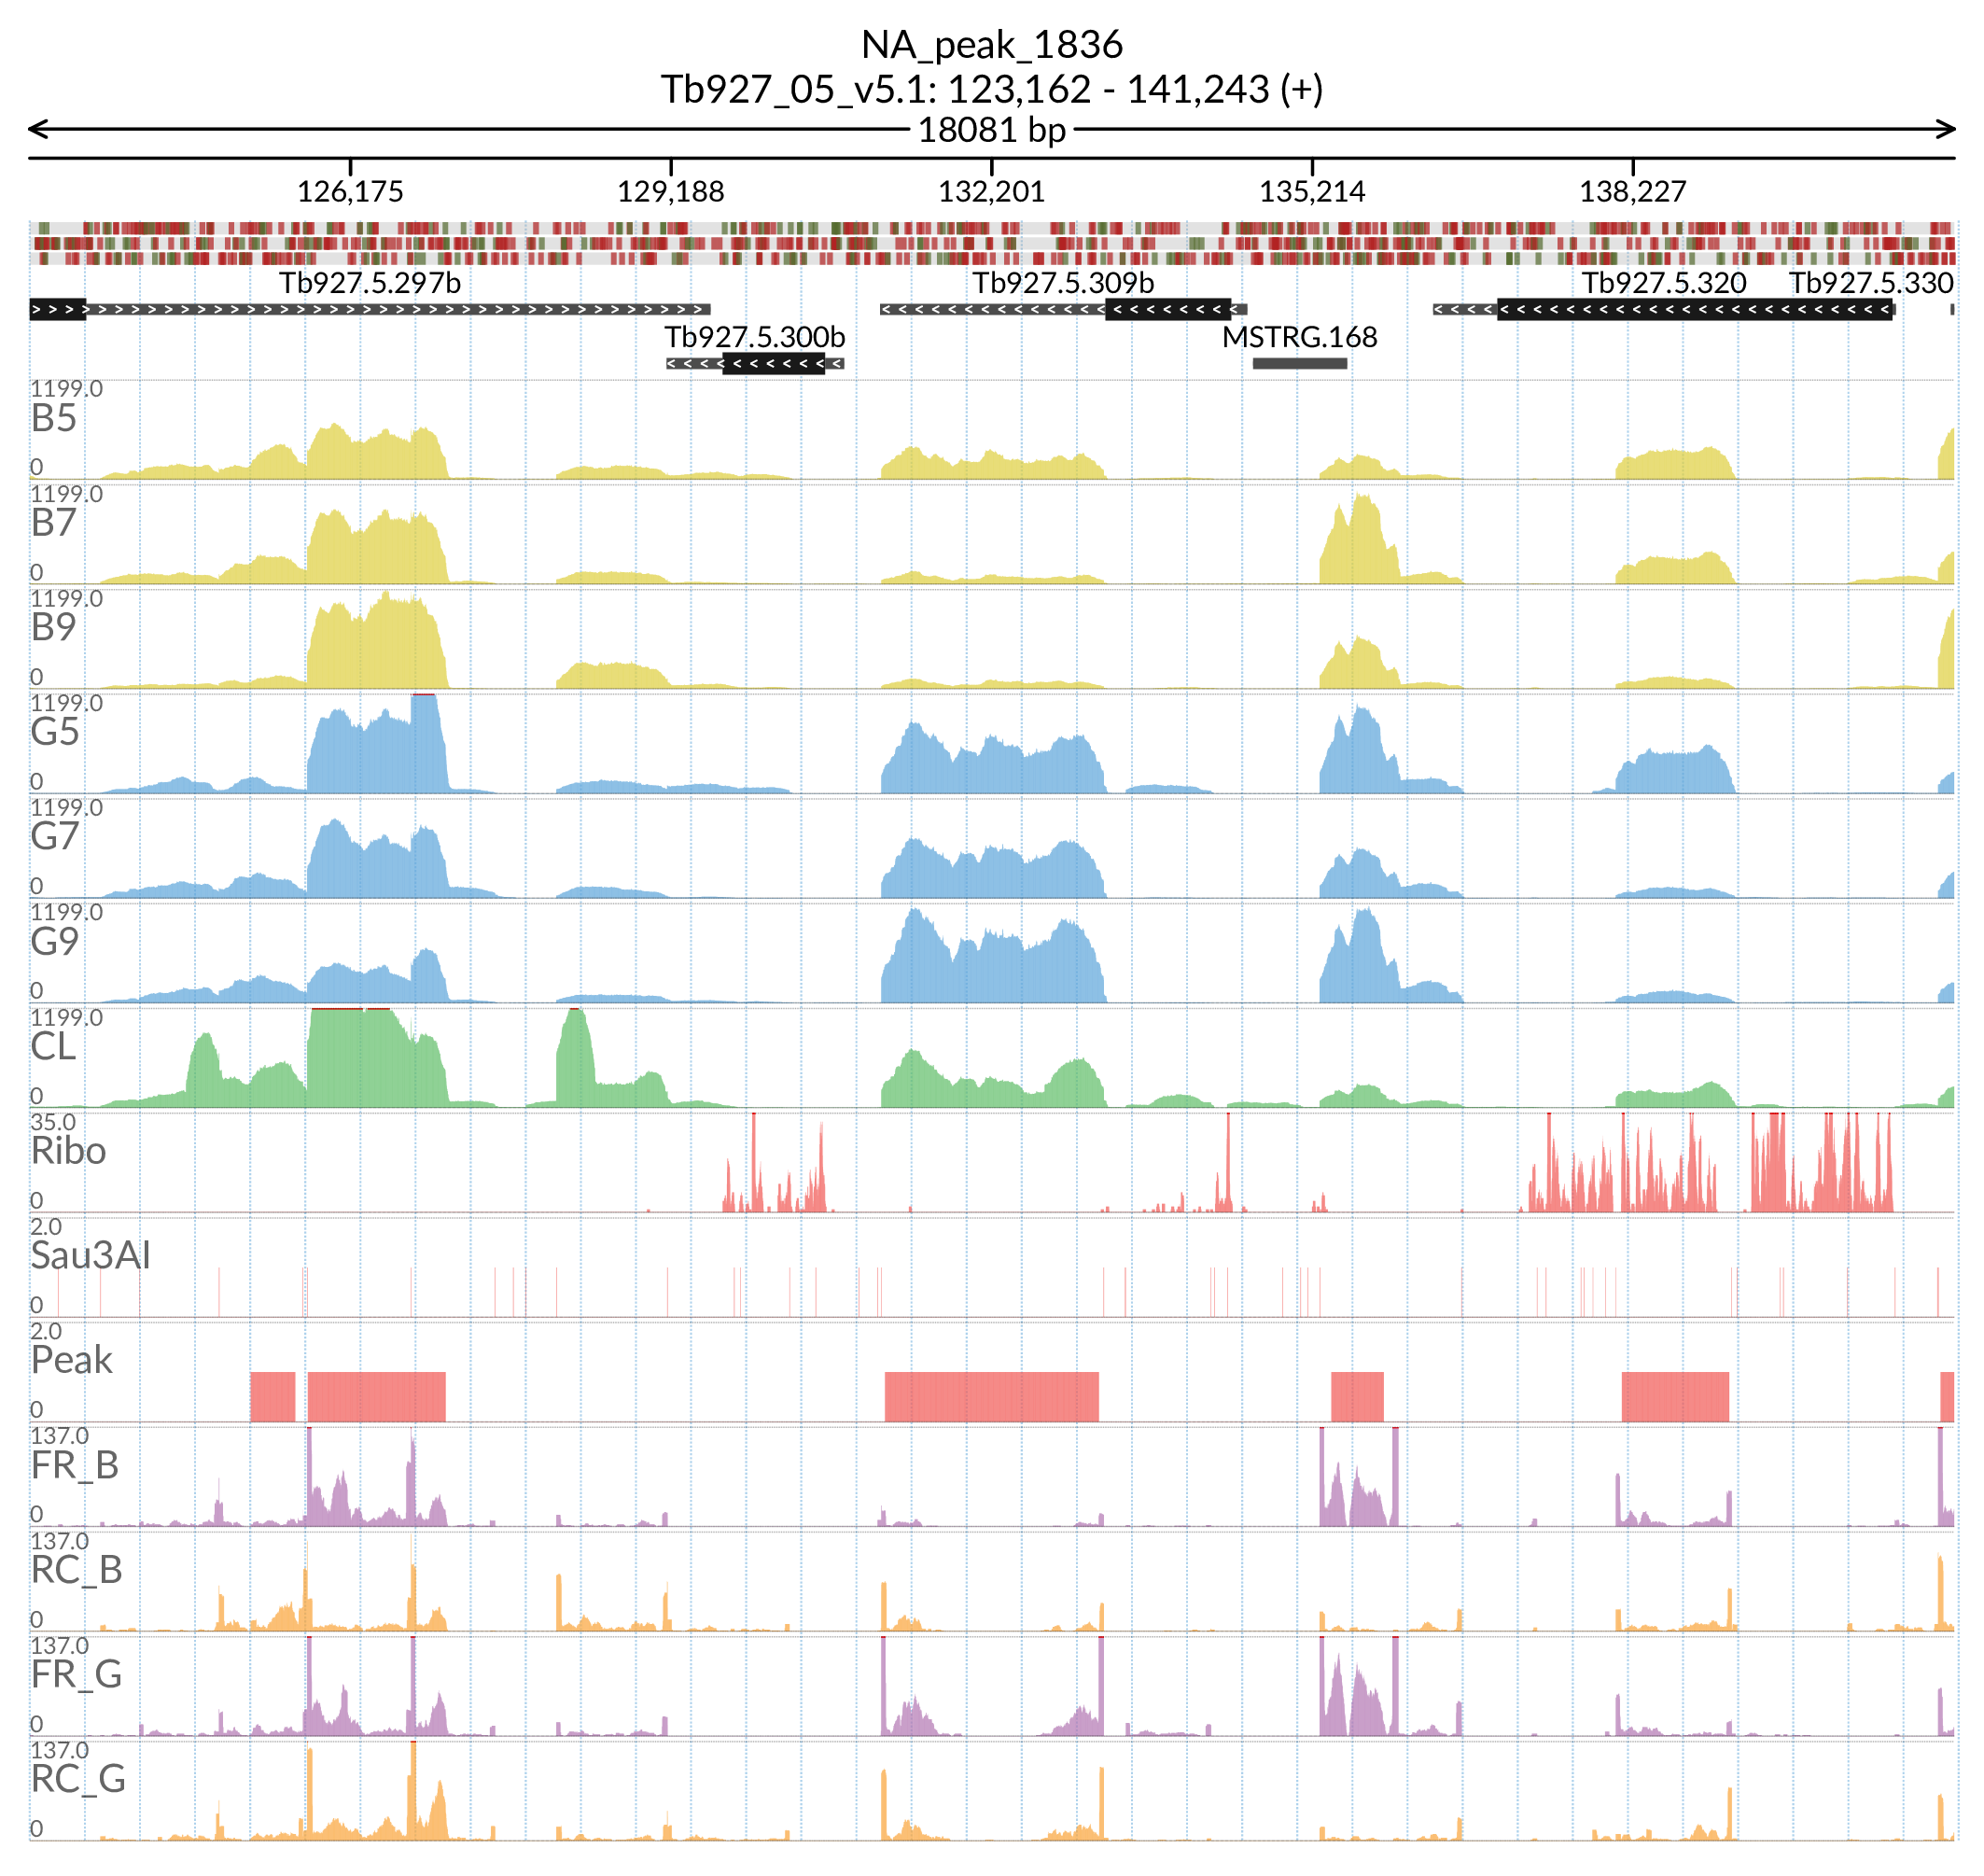 NA_peak_1836
Tb927_05_v5.1: 123,162 - 141,243 (+)
18081 bp
126,175 129,188 132,201 135,214 138,227
Tb927.5.297b Tb927.5.309b Tb927.5.320 Tb927.5.330
Tb927.5.300b MSTRG.168
1199.0
B5
0
1199.0
B7
0
1199.0
B9
0
1199.0
G5
0
1199.0
G7
0
1199.0
G9
0
1199.0
CL
0
35.0
Ribo
0
2.0
Sau3AI
0
2.0
Peak
0
137.0
FR_B
0
137.0
RC_B
0
137.0
FR_G
0
137.0
RC_G
0